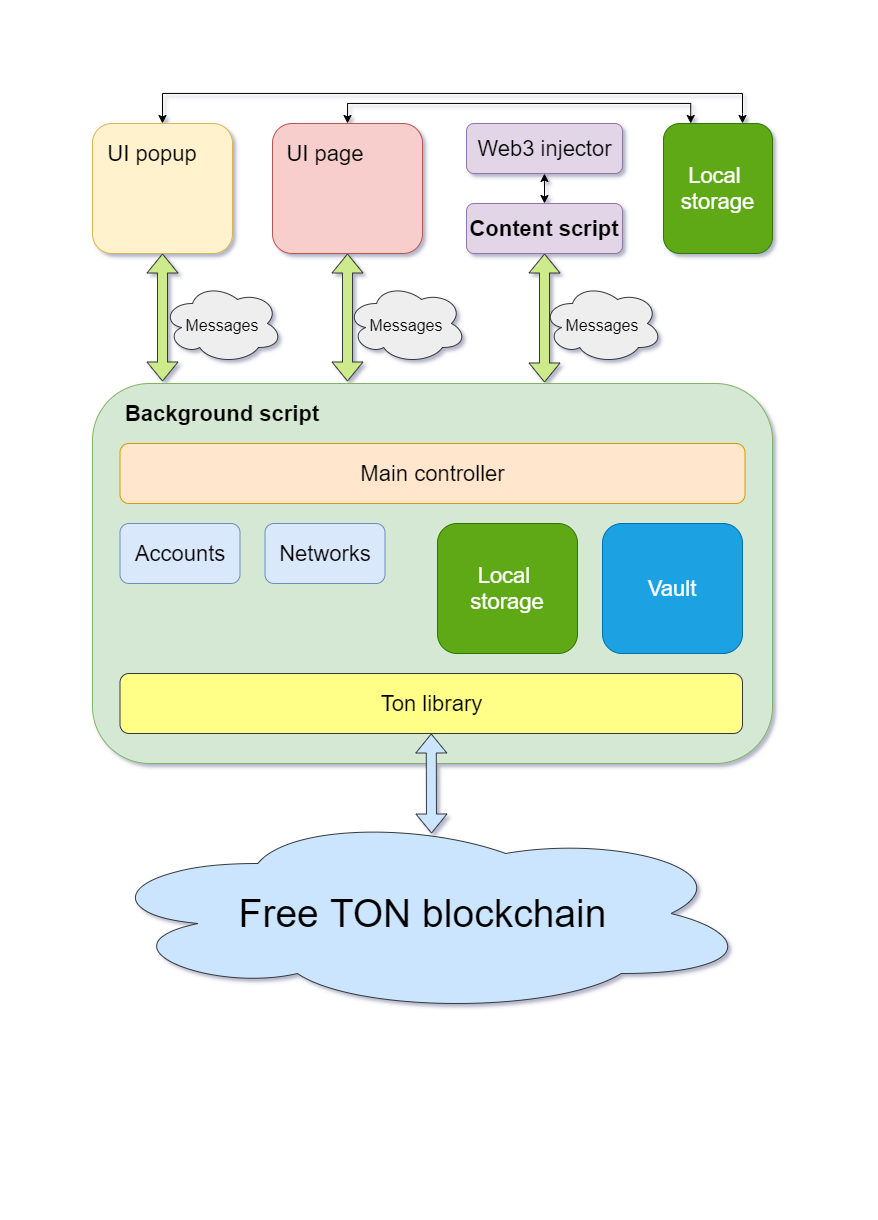 UI popup
UI page
Web3 injector
Content script
Local
storage
Messages
Messages
Messages
Background script
Main controller
Accounts
Networks
Local
storage
Vault
Ton library
Free TON blockchain